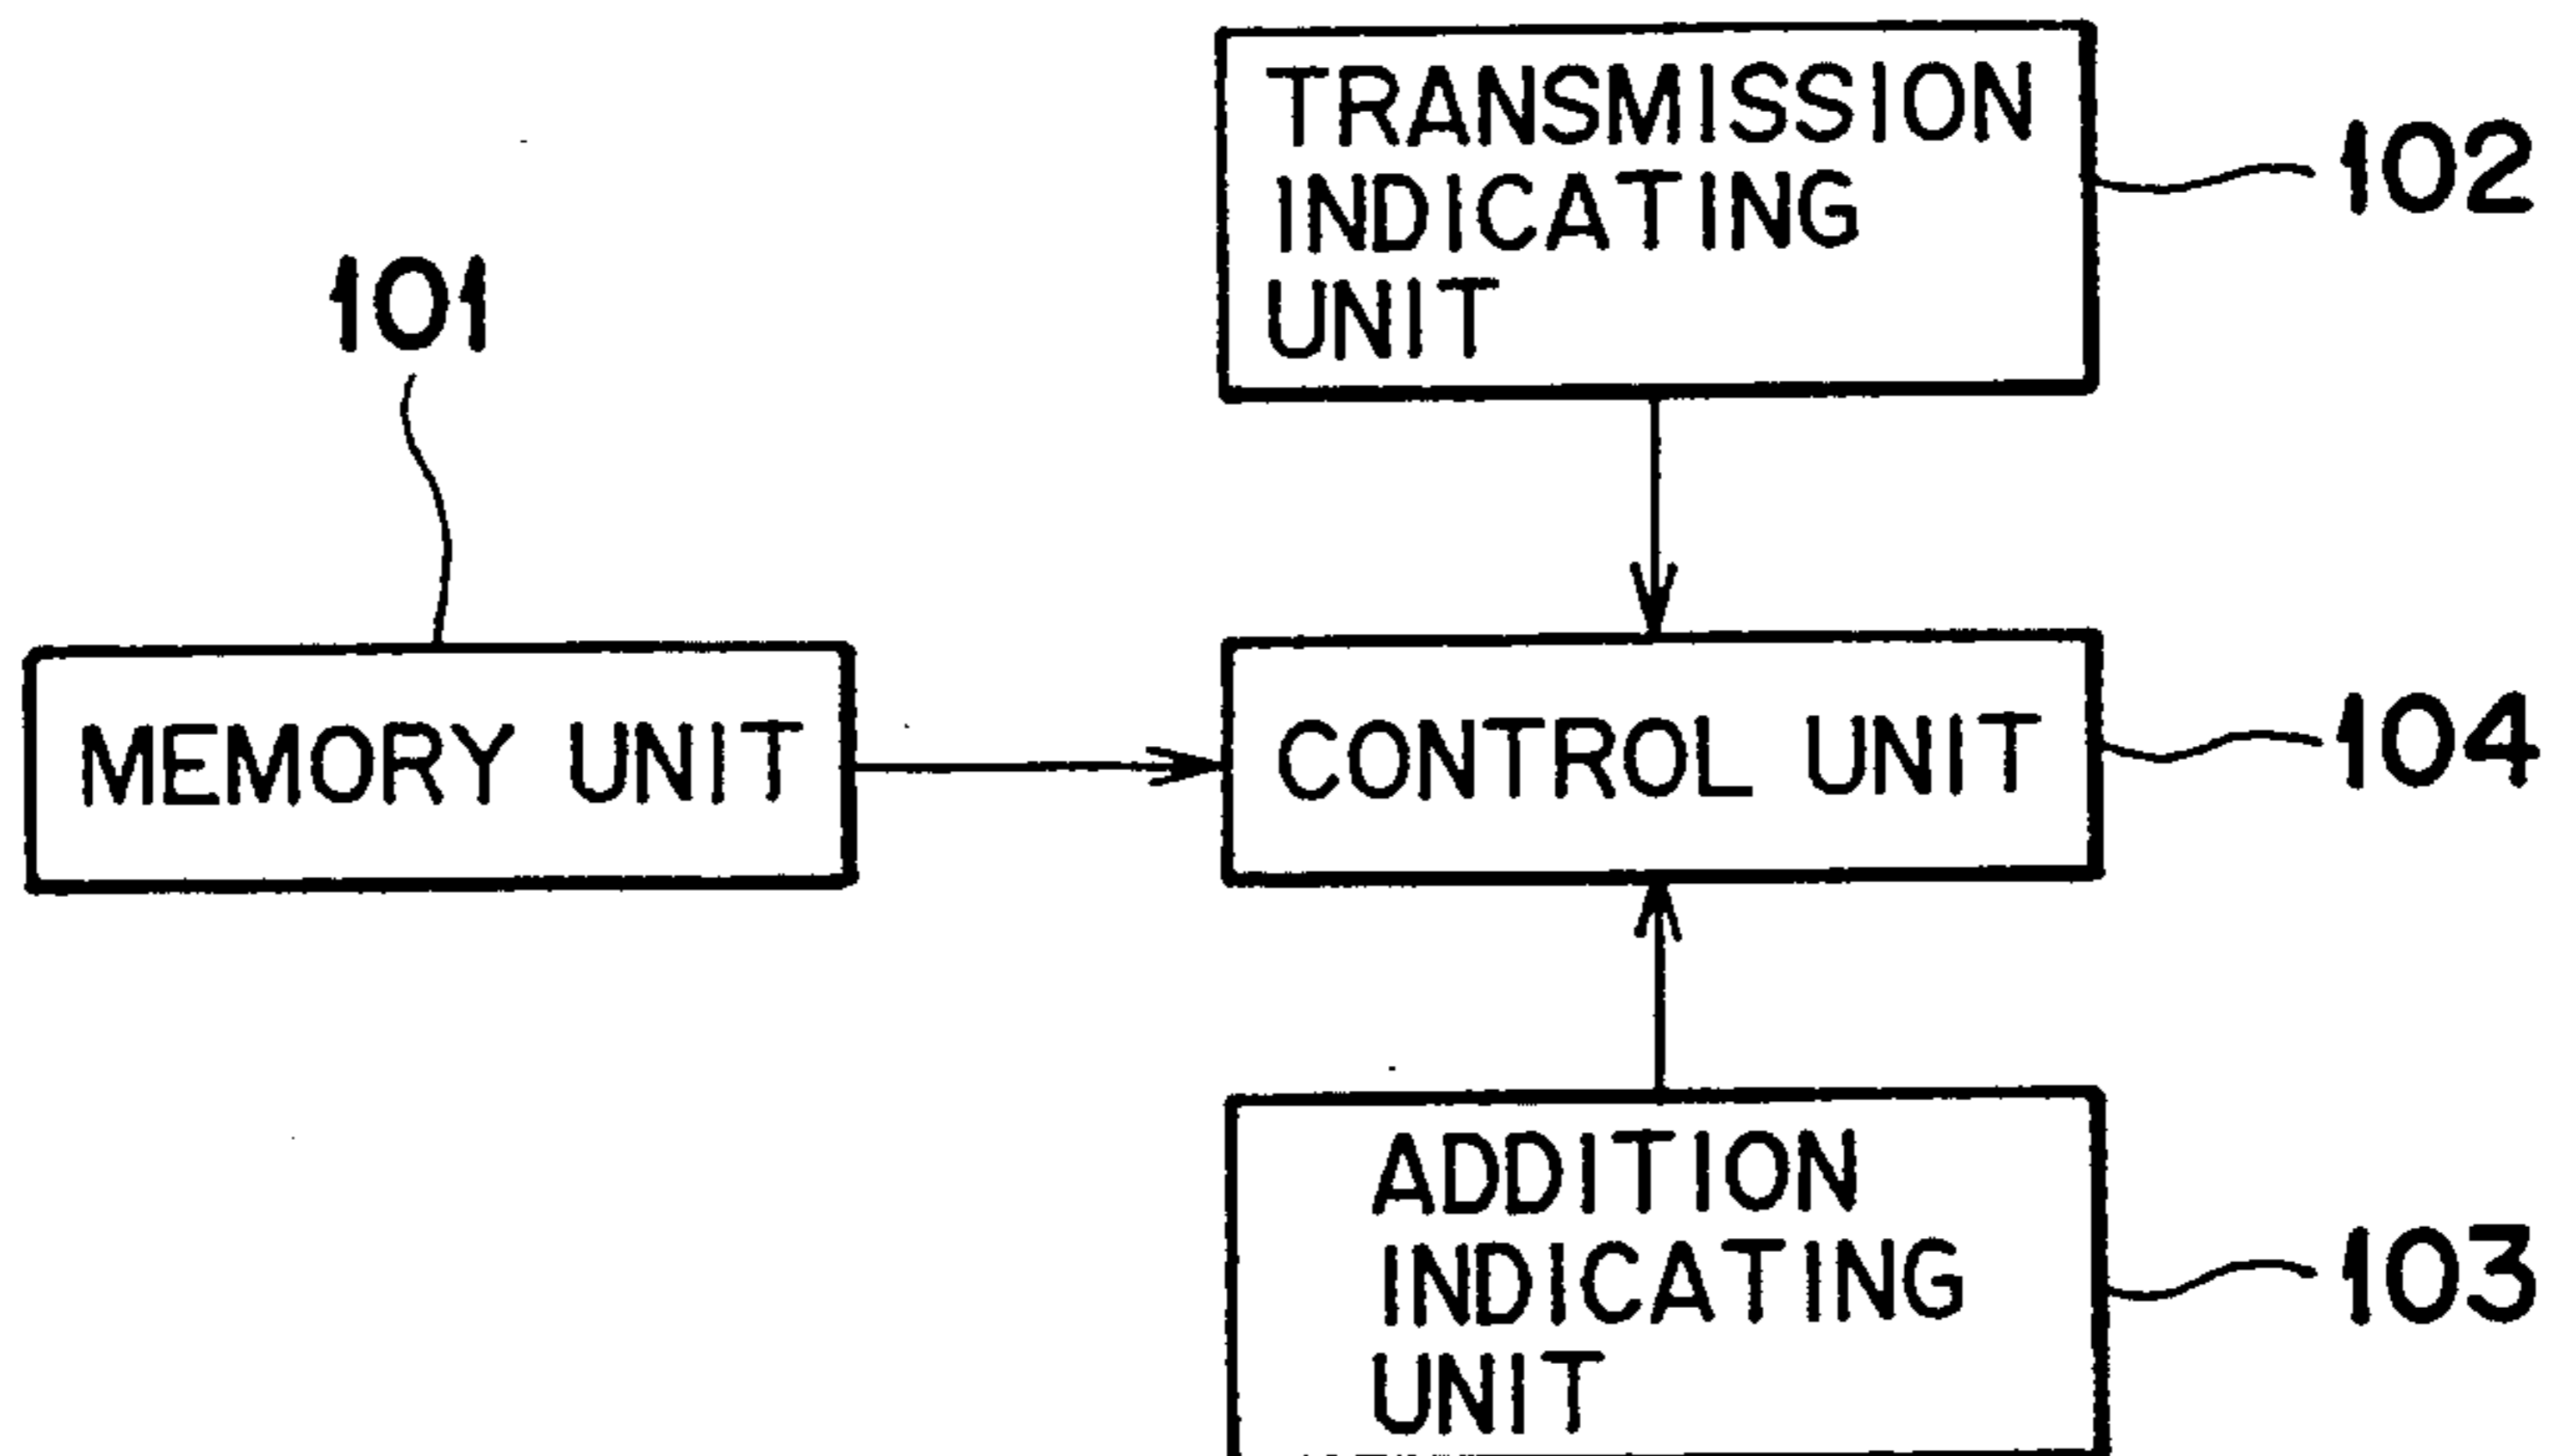 TRANSMISSION
INDICATING
UNIT
102
101
MEMORY UNIT
CONTROL UNIT
104
ADDITION
INDICATING
UNIT
103